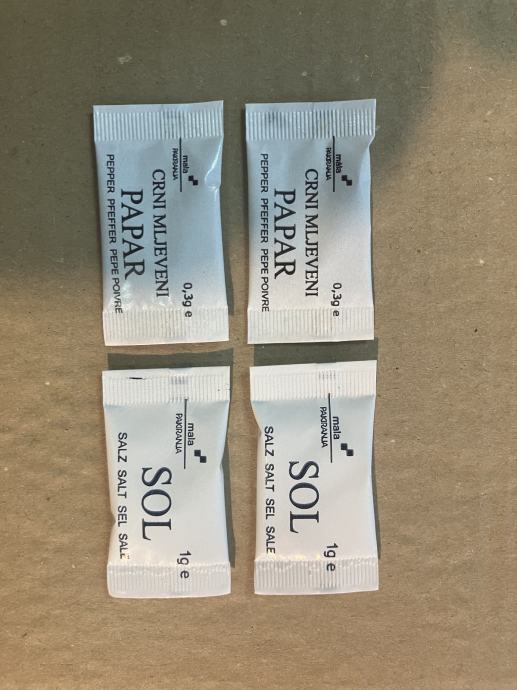 mala
PAKIRANJA
0,3g e
CRNI MLJEVENI
PAPAR
PEPPER PFEFFER PEPE POIVRE
mala
PAKIRANJA
0,3g e
CRNI MLJEVENI
PAPAR
PEPPER PFEFFER PEPE POIVRE
mala
PAKIRANJA
1g e
SOL
SALZ SALT SEL SALE
mala
PAKIRANJA
1g e
SOL
SALZ SALT SEL SALE